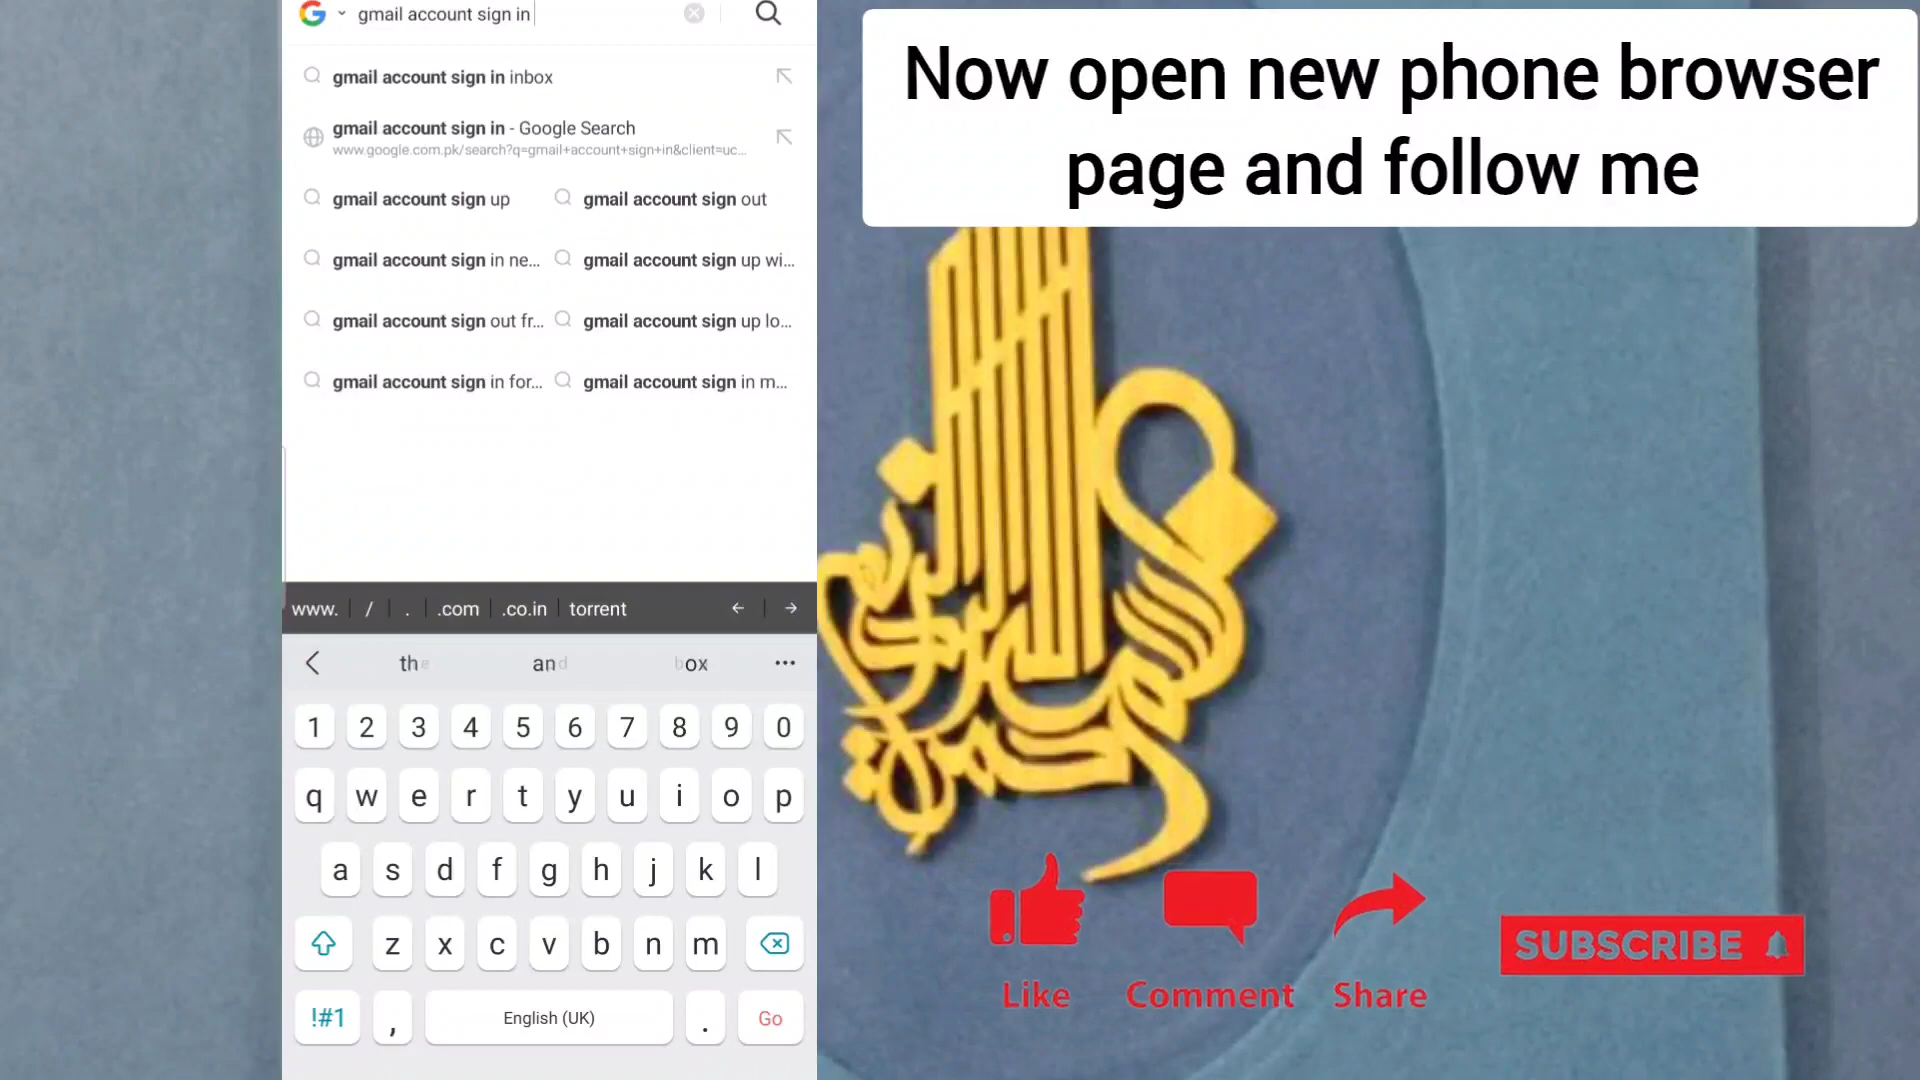 gmail account sign in
gmail account sign in inbox
gmail account sign in - Google Search
www.google.com.pk/search?q=gmail+account+sign+in&client=uc...
gmail account sign up
gmail account sign out
gmail account sign in ne...
gmail account sign up wi...
gmail account sign out fr...
gmail account sign up lo...
gmail account sign in for...
gmail account sign in m...
www. / . .com .co.in torrent
the and box
1 2 3 4 5 6 7 8 9 0
q w e r t y u i o p
a s d f g h j k l
z x c v b n m
!#1 , English (UK) . Go
Now open new phone browser
page and follow me
Like Comment Share
SUBSCRIBE